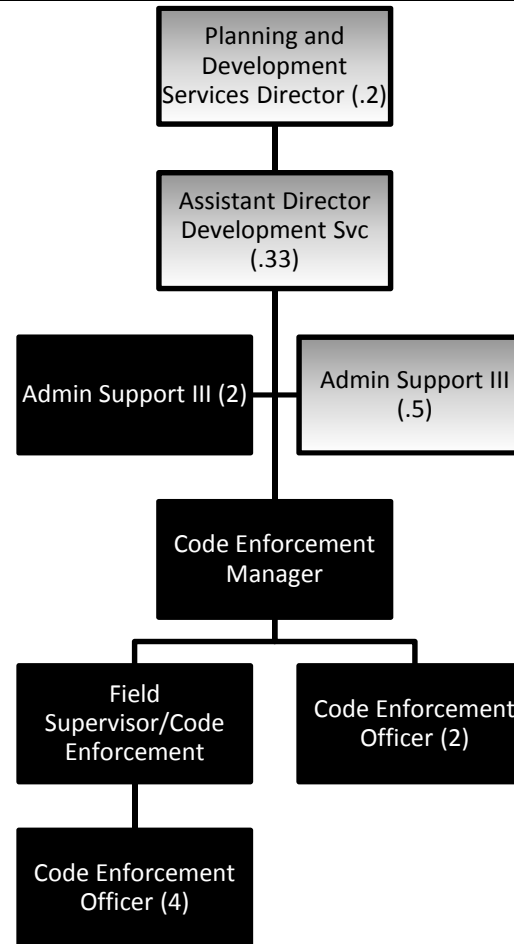 Planning and
Development
Services Director (.2)
Assistant Director
Development Svc
(.33)
Admin Support III (2)
Admin Support III
(.5)
Code Enforcement
Manager
Field
Supervisor/Code
Enforcement
Code Enforcement
Officer (2)
Code Enforcement
Officer (4)